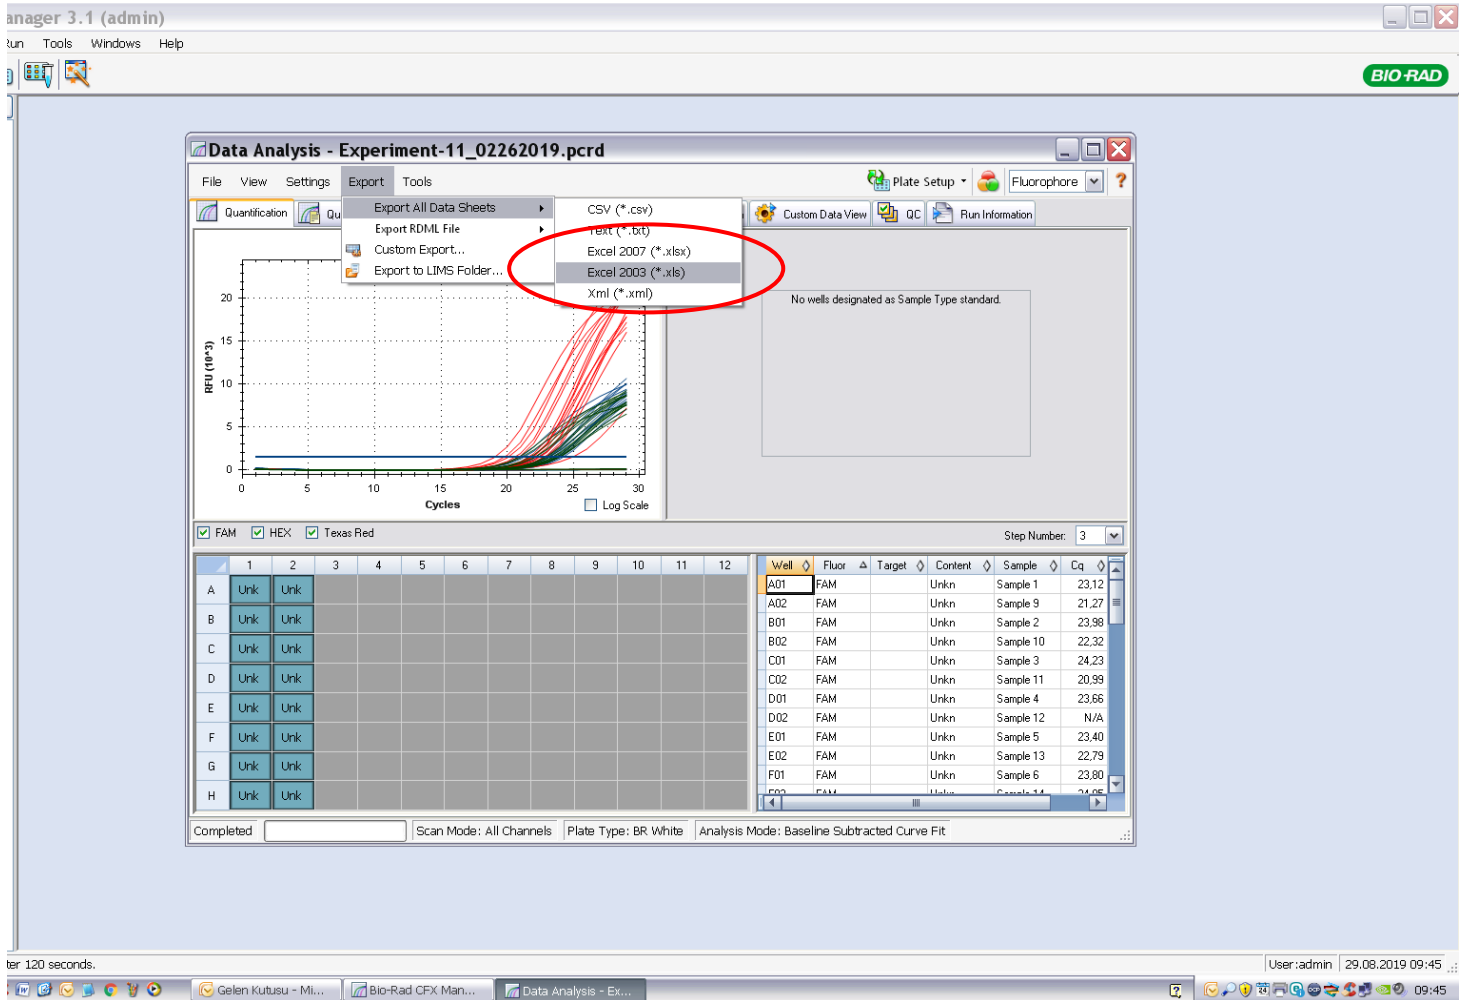 anager 3.1 (admin)
Run Tools Windows Help
BIO-RAD
Data Analysis - Experiment-11_02262019.pcrd
File View Settings Export Tools
Plate Setup Fluorophore ?
Quantification Qu Custom Data View QC Run Information
Export All Data Sheets
Export RDML File
Custom Export...
Export to LIMS Folder...
CSV (*.csv)
Text (*.txt)
Excel 2007 (*.xlsx)
Excel 2003 (*.xls)
Xml (*.xml)
No wells designated as Sample Type standard.
RFU (10^3)
20
15
10
5
0
0 5 10 15 20 25 30
Cycles
Log Scale
FAM HEX Texas Red
Step Number: 3
1 2 3 4 5 6 7 8 9 10 11 12
A Unk Unk
B Unk Unk
C Unk Unk
D Unk Unk
E Unk Unk
F Unk Unk
G Unk Unk
H Unk Unk
Well Fluor Target Content Sample Cq
A01 FAM Unkn Sample 1 23,12
A02 FAM Unkn Sample 9 21,27
B01 FAM Unkn Sample 2 23,98
B02 FAM Unkn Sample 10 22,32
C01 FAM Unkn Sample 3 24,23
C02 FAM Unkn Sample 11 20,99
D01 FAM Unkn Sample 4 23,66
D02 FAM Unkn Sample 12 N/A
E01 FAM Unkn Sample 5 23,40
E02 FAM Unkn Sample 13 22,79
F01 FAM Unkn Sample 6 23,80
Completed Scan Mode: All Channels Plate Type: BR White Analysis Mode: Baseline Subtracted Curve Fit
ter 120 seconds.
User:admin 29.08.2019 09:45
Gelen Kutusu - Mi... Bio-Rad CFX Man... Data Analysis - Ex...
09:45